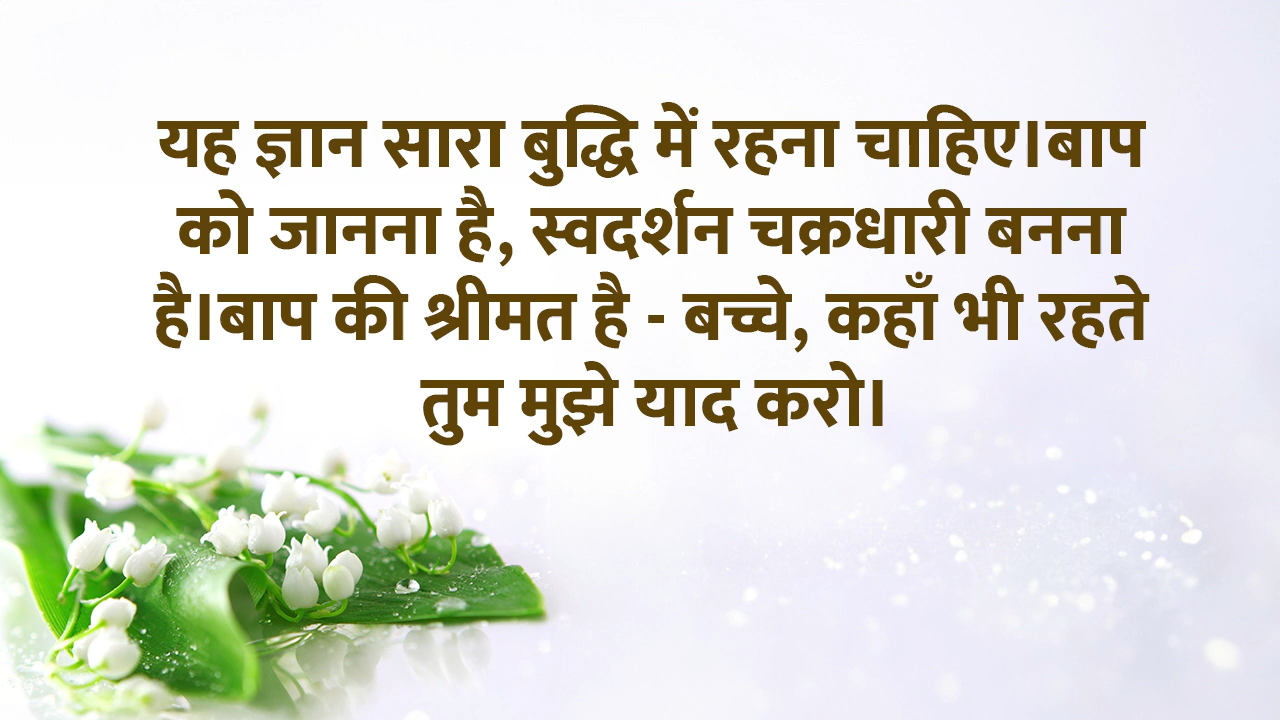 यह ज्ञान सारा बुद्धि में रहना चाहिए।बाप
को जानना है, स्वदर्शन चक्रधारी बनना
है।बाप की श्रीमत है - बच्चे, कहाँ भी रहते
तुम मुझे याद करो।